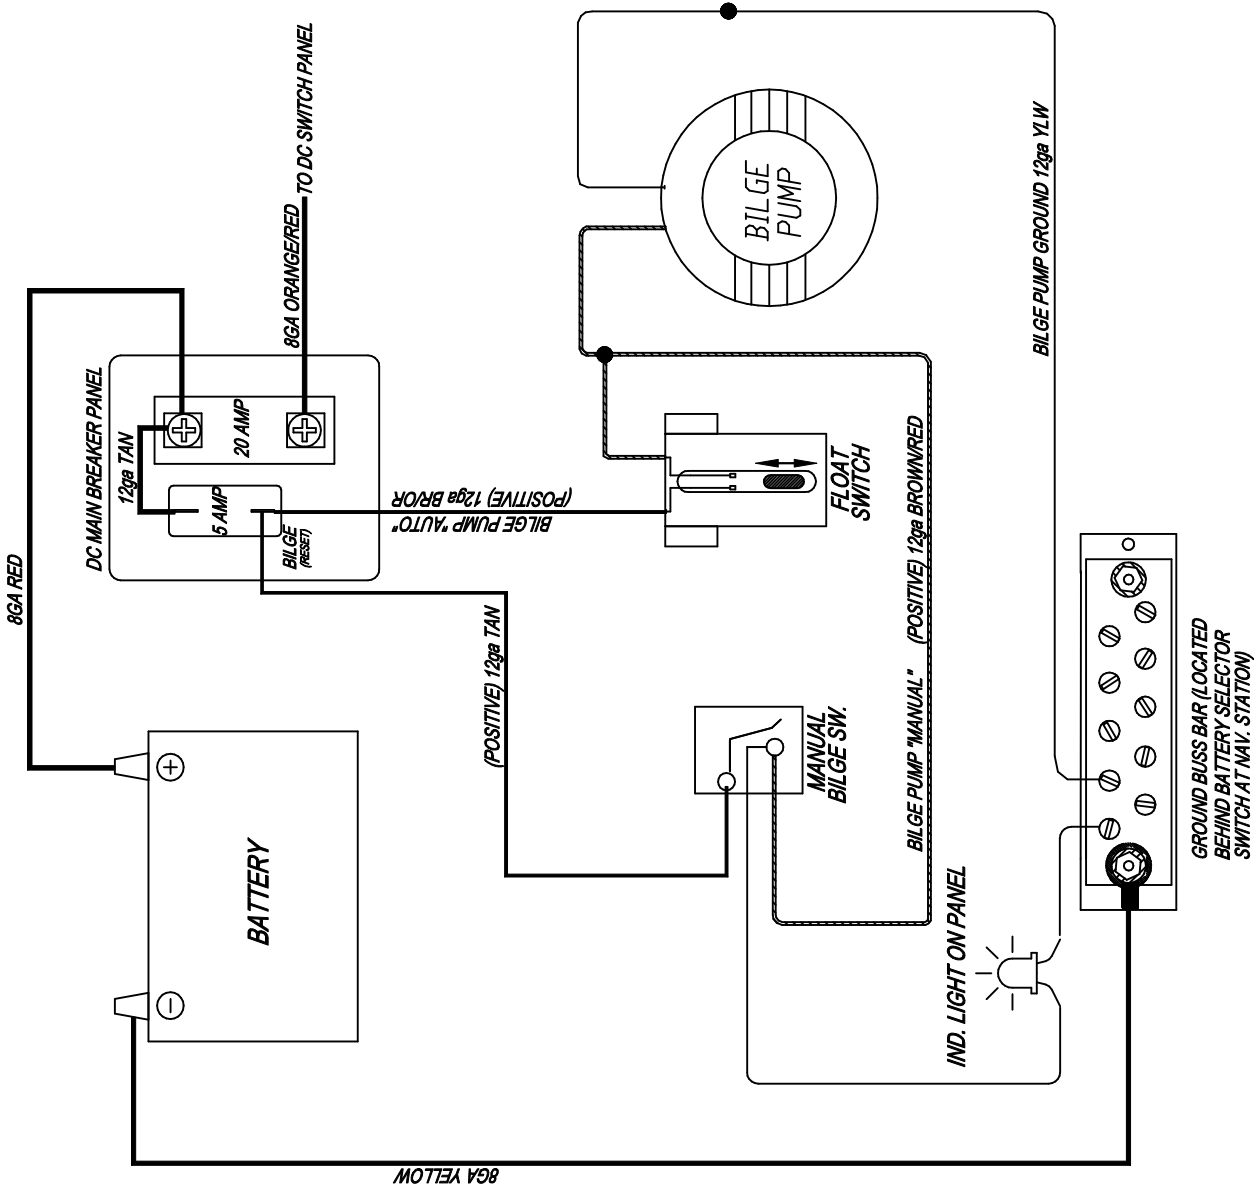 8GA RED
DC MAIN BREAKER PANEL
12ga TAN
20 AMP
5 AMP
BILGE
(RESET)
8GA ORANGE/RED
TO DC SWITCH PANEL
BILGE PUMP "AUTO"
(POSITIVE) 12ga BR/OR
(POSITIVE) 12ga TAN
BATTERY
+
−
8GA YELLOW
BILGE
PUMP
FLOAT
SWITCH
MANUAL
BILGE SW.
BILGE PUMP "MANUAL" (POSITIVE) 12ga BROWN/RED
BILGE PUMP GROUND 12ga YLW
IND. LIGHT ON PANEL
GROUND BUSS BAR (LOCATED
BEHIND BATTERY SELECTOR
SWITCH AT NAV. STATION)